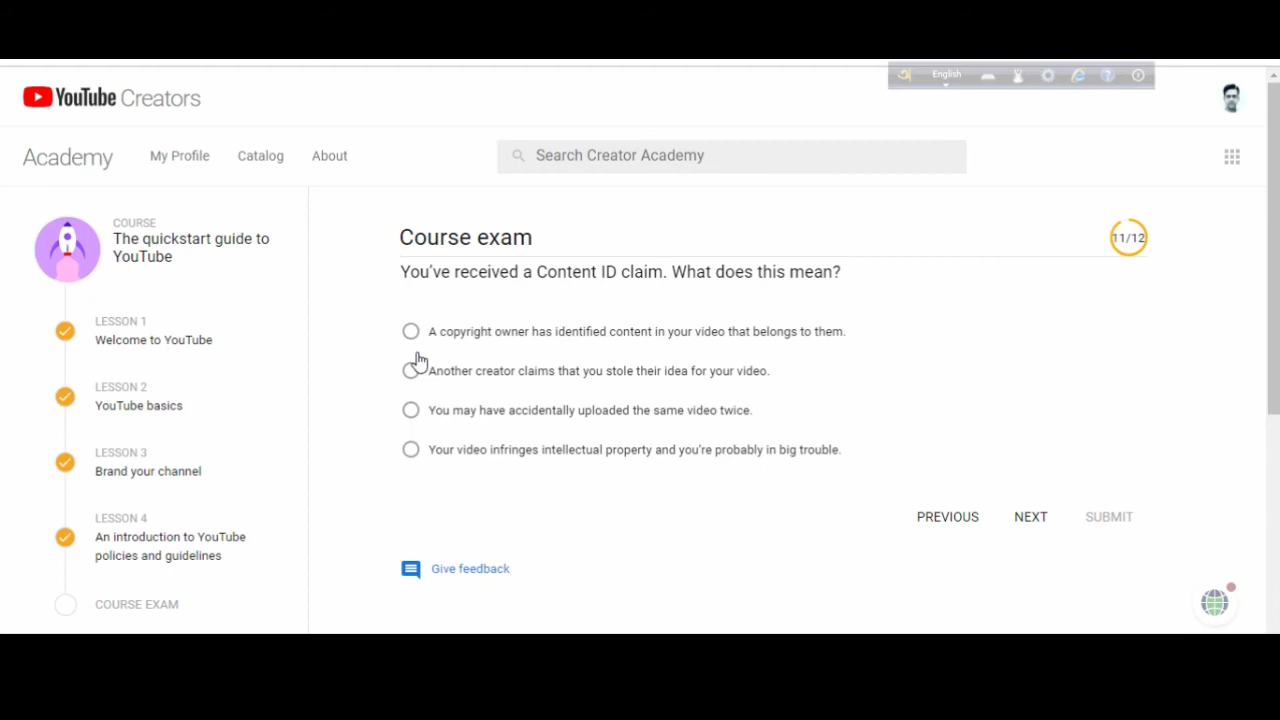 English
YouTube Creators
Academy
My Profile
Catalog
About
Search Creator Academy
COURSE
The quickstart guide to
YouTube
LESSON 1
Welcome to YouTube
LESSON 2
YouTube basics
LESSON 3
Brand your channel
LESSON 4
An introduction to YouTube
policies and guidelines
COURSE EXAM
Course exam
11/12
You've received a Content ID claim. What does this mean?
A copyright owner has identified content in your video that belongs to them.
Another creator claims that you stole their idea for your video.
You may have accidentally uploaded the same video twice.
Your video infringes intellectual property and you're probably in big trouble.
PREVIOUS
NEXT
SUBMIT
Give feedback